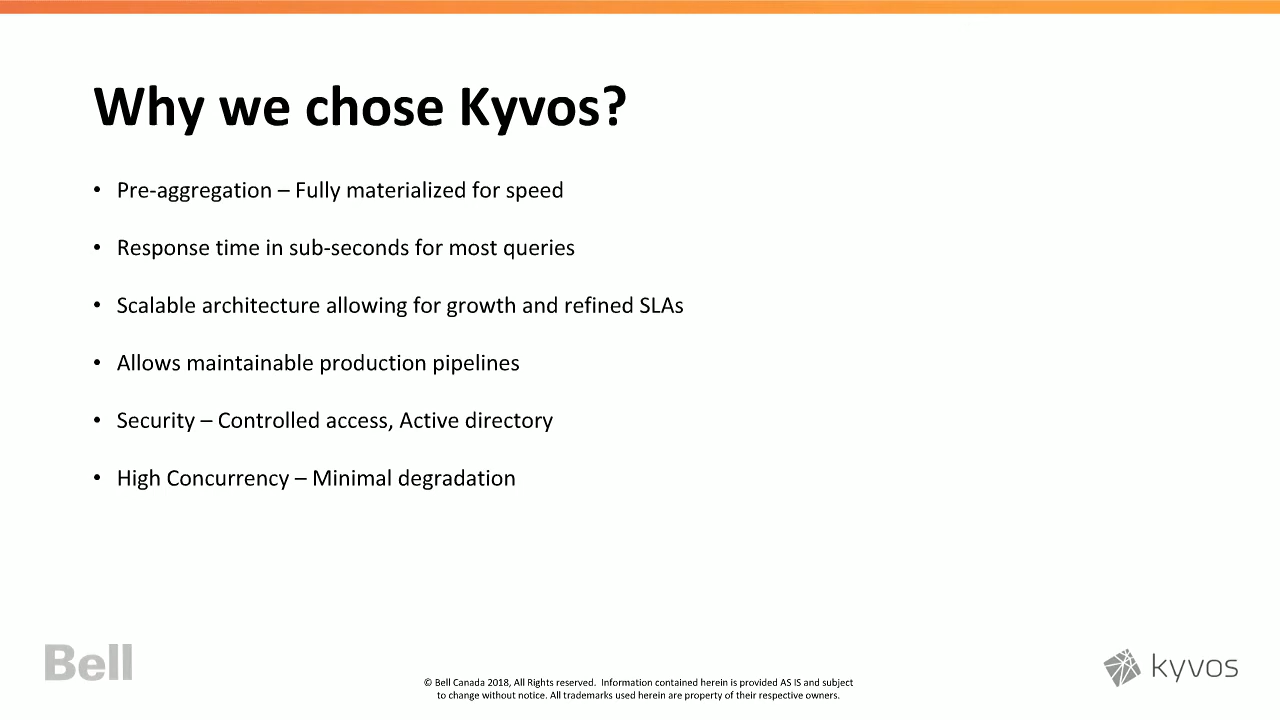 Why we chose Kyvos?
• Pre-aggregation – Fully materialized for speed
• Response time in sub-seconds for most queries
• Scalable architecture allowing for growth and refined SLAs
• Allows maintainable production pipelines
• Security – Controlled access, Active directory
• High Concurrency – Minimal degradation
Bell
© Bell Canada 2018, All Rights reserved. Information contained herein is provided AS IS and subject
to change without notice. All trademarks used herein are property of their respective owners.
kyvos